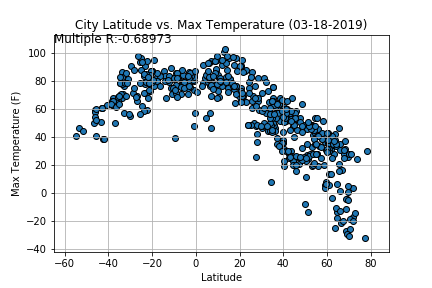 City Latitude vs. Max Temperature (03-18-2019)
Multiple R:-0.68973
Max Temperature (F)
100
80
60
40
20
0
−20
−40
−60 −40 −20 0 20 40 60 80
Latitude